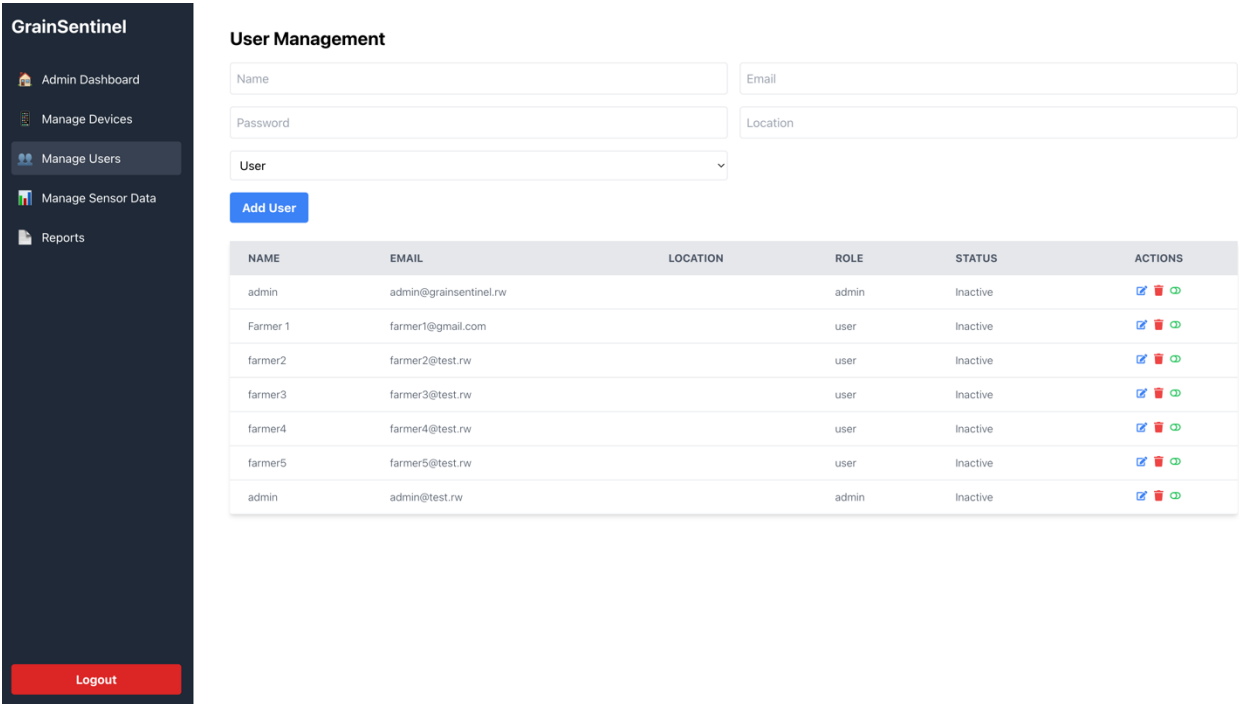 GrainSentinel
Admin Dashboard
Manage Devices
Manage Users
Manage Sensor Data
Reports
Logout
User Management
Name Email
Password Location
User
Add User
NAME EMAIL LOCATION ROLE STATUS ACTIONS
admin admin@grainsentinel.rw admin Inactive
Farmer 1 farmer1@gmail.com user Inactive
farmer2 farmer2@test.rw user Inactive
farmer3 farmer3@test.rw user Inactive
farmer4 farmer4@test.rw user Inactive
farmer5 farmer5@test.rw user Inactive
admin admin@test.rw admin Inactive